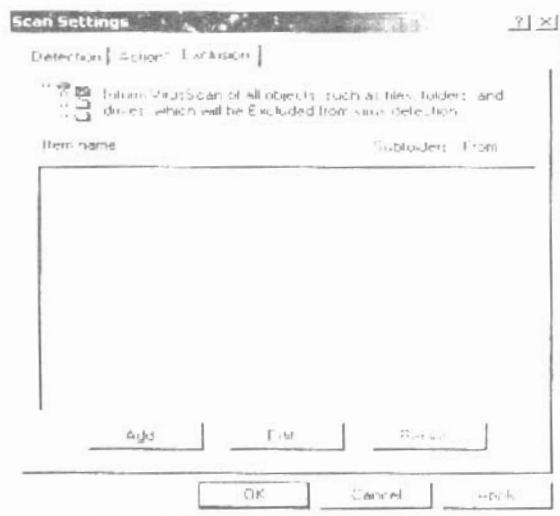 Scan Settings
Detection Action Exclusion
Inform VirusScan of all objects, such as files, folders, and
drives, which will be Excluded from virus detection
Item name Subfolders From
Add Edit
OK Cancel Apply